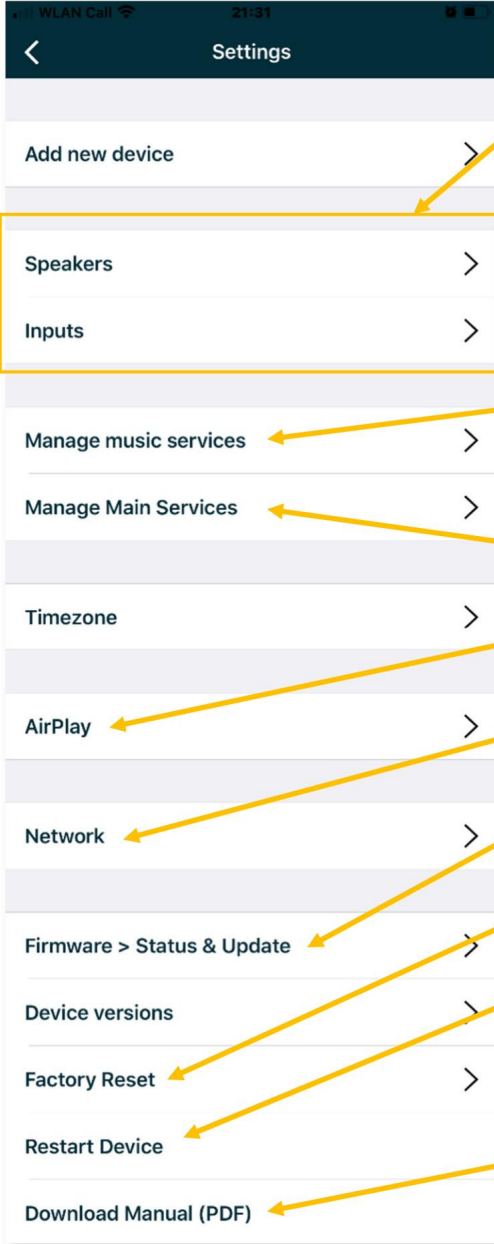 WLAN Call 21:31
Settings
Add new device
Speakers
Inputs
Manage music services
Manage Main Services
Timezone
AirPlay
Network
Firmware > Status & Update
Device versions
Factory Reset
Restart Device
Download Manual (PDF)